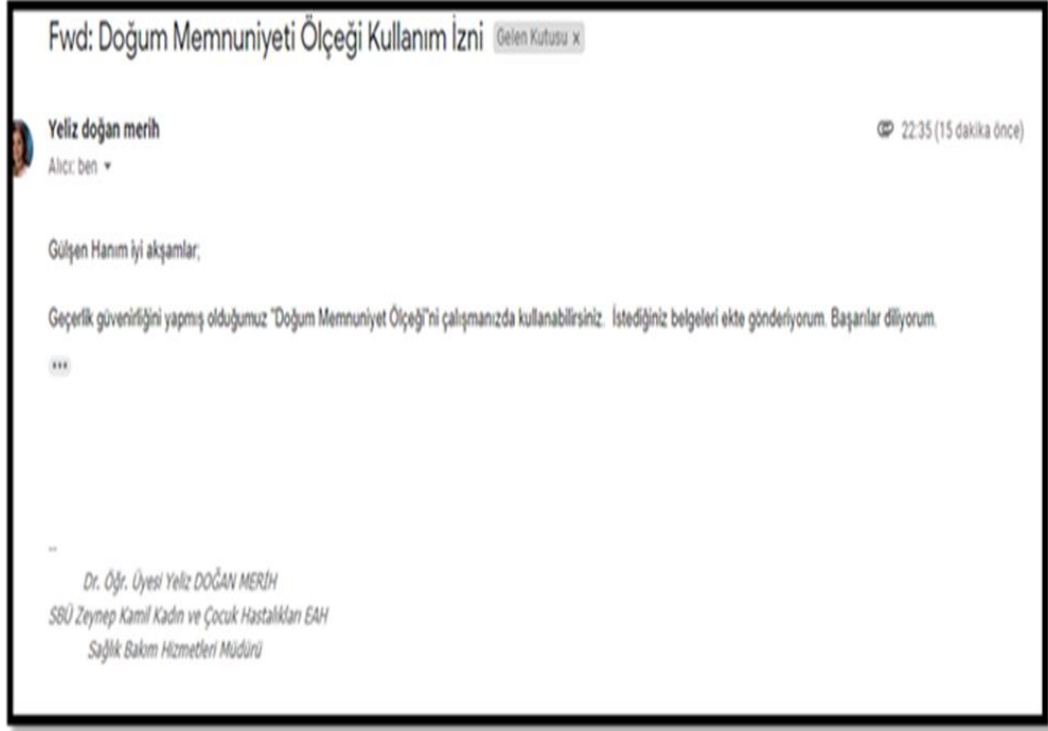 Fwd: Doğum Memnuniyeti Ölçeği Kullanım İzni Gelen Kutusu x
Yeliz doğan merih
22:35 (15 dakika önce)
Alıcı: ben
Gülşen Hanım iyi akşamlar;
Geçerlik güvenirliğini yapmış olduğumuz "Doğum Memnuniyet Ölçeği"ni çalışmanızda kullanabilirsiniz. İstediğiniz belgeleri ekte gönderiyorum. Başarılar diliyorum.
...
--
Dr. Öğr. Üyesi Yeliz DOĞAN MERİH
SBÜ Zeynep Kamil Kadın ve Çocuk Hastalıkları EAH
Sağlık Bakım Hizmetleri Müdürü